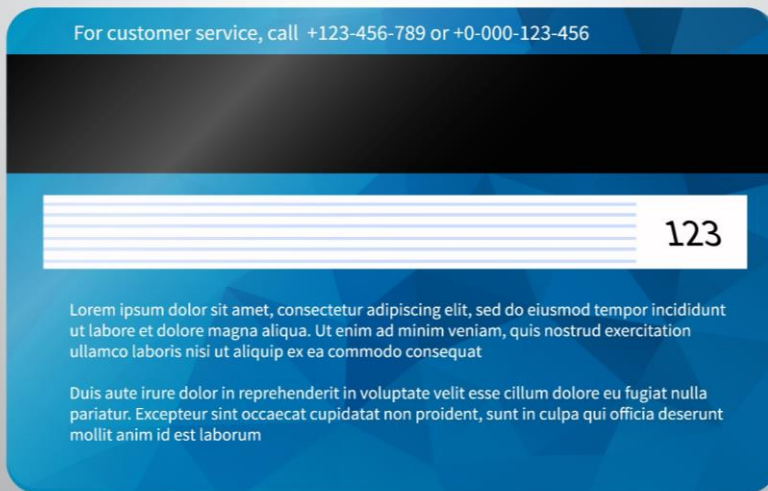 For customer service, call +123-456-789 or +0-000-123-456
123
Lorem ipsum dolor sit amet, consectetur adipiscing elit, sed do eiusmod tempor incididunt
ut labore et dolore magna aliqua. Ut enim ad minim veniam, quis nostrud exercitation
ullamco laboris nisi ut aliquip ex ea commodo consequat
Duis aute irure dolor in reprehenderit in voluptate velit esse cillum dolore eu fugiat nulla
pariatur. Excepteur sint occaecat cupidatat non proident, sunt in culpa qui officia deserunt
mollit anim id est laborum